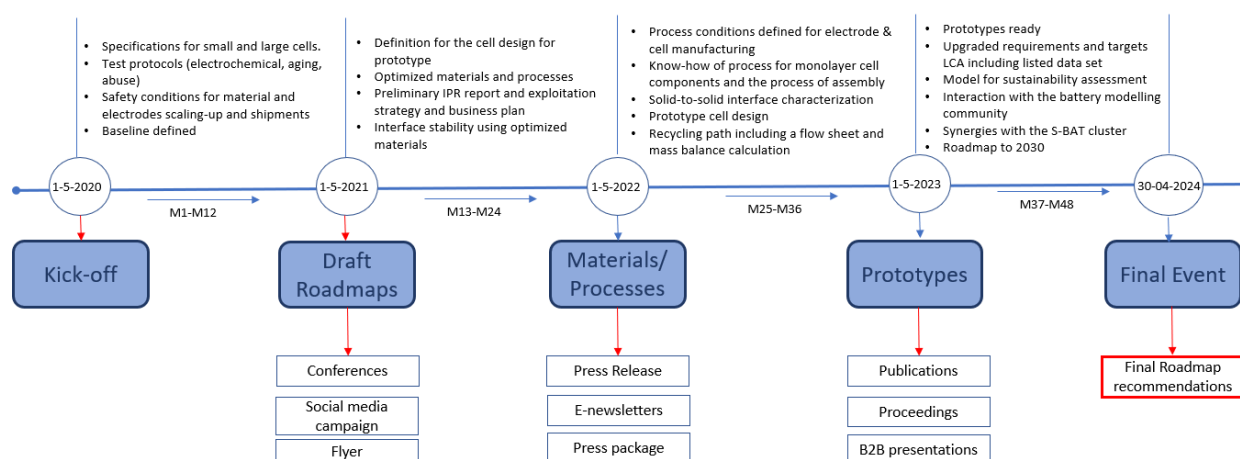 • Specifications for small and large cells.
• Test protocols (electrochemical, aging,
abuse)
• Safety conditions for material and
electrodes scaling-up and shipments
• Baseline defined
• Definition for the cell design for
prototype
• Optimized materials and processes
• Preliminary IPR report and exploitation
strategy and business plan
• Interface stability using optimized
materials
• Process conditions defined for electrode &
cell manufacturing
• Know-how of process for monolayer cell
components and the process of assembly
• Solid-to-solid interface characterization
• Prototype cell design
• Recycling path including a flow sheet and
mass balance calculation
• Prototypes ready
• Upgraded requirements and targets
LCA including listed data set
• Model for sustainability assessment
• Interaction with the battery modelling
community
• Synergies with the S-BAT cluster
• Roadmap to 2030
1-5-2020
1-5-2021
1-5-2022
1-5-2023
30-04-2024
M1-M12
M13-M24
M25-M36
M37-M48
Kick-off
Draft
Roadmaps
Materials/
Processes
Prototypes
Final Event
Conferences
Social media
campaign
Flyer
Press Release
E-newsletters
Press package
Publications
Proceedings
B2B presentations
Final Roadmap
recommendations